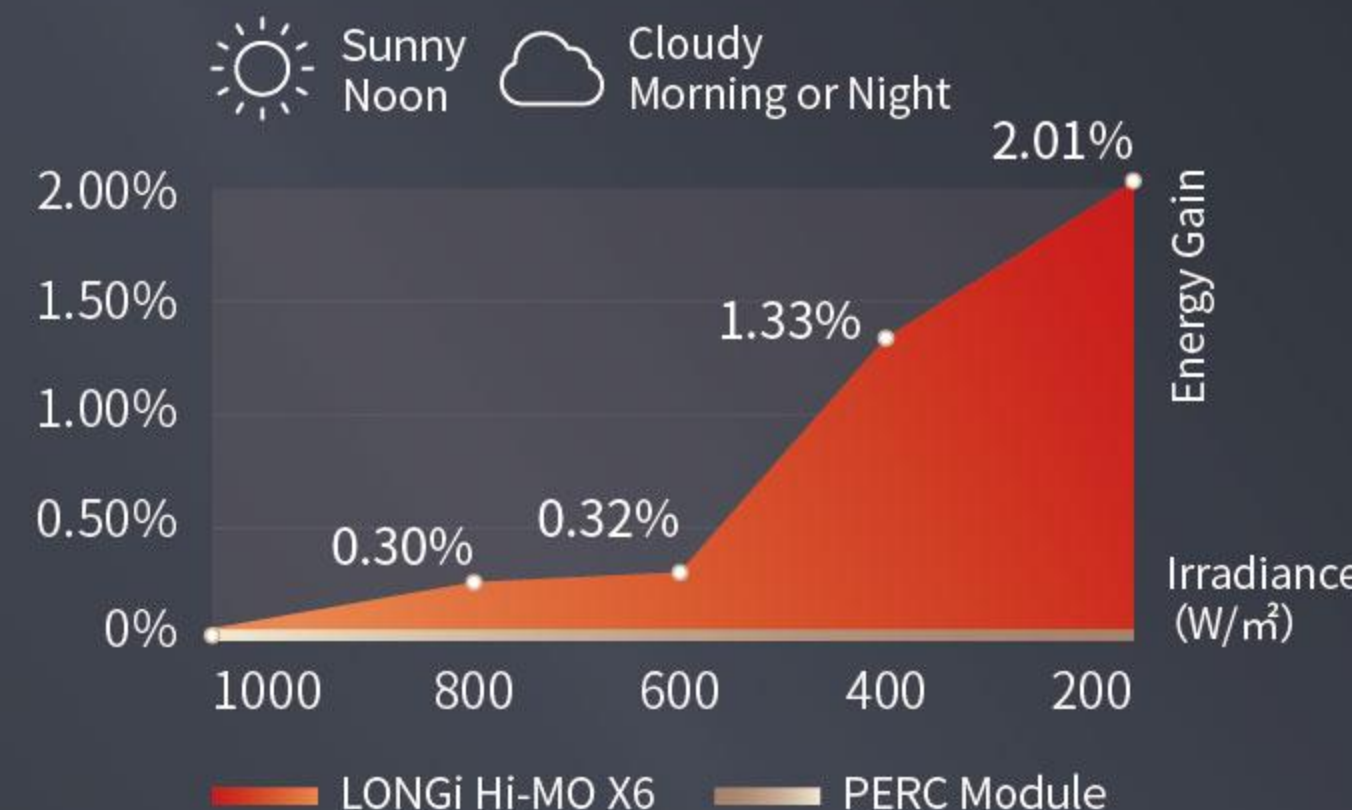 Sunny
Noon
Cloudy
Morning or Night
2.01%
2.00%
1.50%
1.33%
1.00%
0.50%
0.32%
0.30%
0%
Energy Gain
Irradiance
(W/㎡)
1000 800 600 400 200
LONGi Hi-MO X6 PERC Module